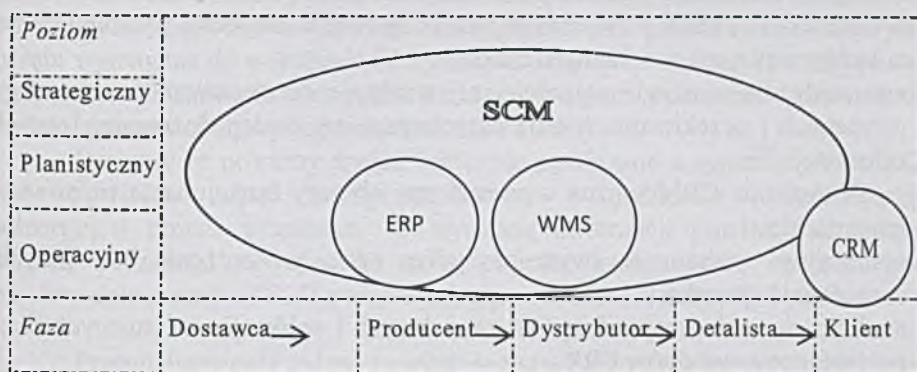 Poziom
Strategiczny
SCM
Planistyczny
ERP
WMS
CRM
Operacyjny
Faza
Dostawca
Producent
Dystrybutor
Detalista
Klient